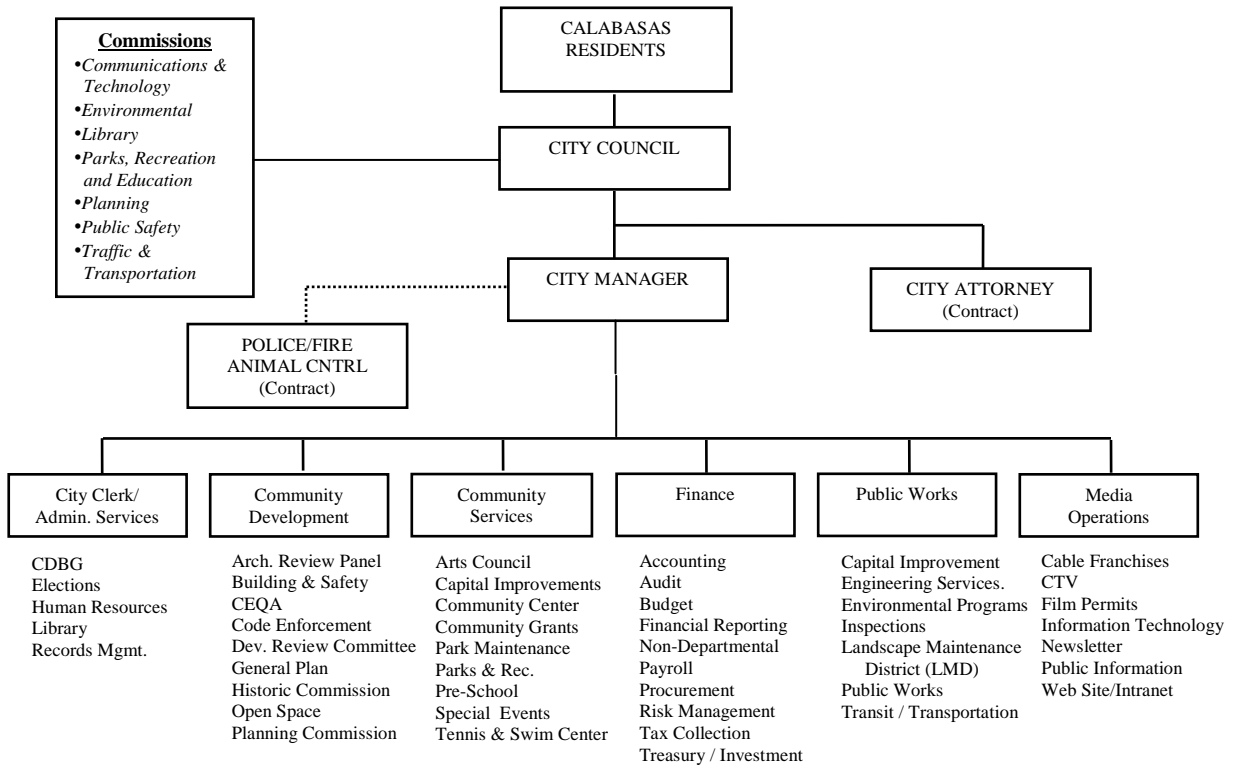 Commissions
•Communications &
Technology
•Environmental
•Library
•Parks, Recreation
and Education
•Planning
•Public Safety
•Traffic &
Transportation
CALABASAS
RESIDENTS
CITY COUNCIL
CITY MANAGER
CITY ATTORNEY
(Contract)
POLICE/FIRE
ANIMAL CNTRL
(Contract)
City Clerk/
Admin. Services
CDBG
Elections
Human Resources
Library
Records Mgmt.
Community
Development
Arch. Review Panel
Building & Safety
CEQA
Code Enforcement
Dev. Review Committee
General Plan
Historic Commission
Open Space
Planning Commission
Community
Services
Arts Council
Capital Improvements
Community Center
Community Grants
Park Maintenance
Parks & Rec.
Pre-School
Special Events
Tennis & Swim Center
Finance
Accounting
Audit
Budget
Financial Reporting
Non-Departmental
Payroll
Procurement
Risk Management
Tax Collection
Treasury / Investment
Public Works
Capital Improvement
Engineering Services.
Environmental Programs
Inspections
Landscape Maintenance
District (LMD)
Public Works
Transit / Transportation
Media
Operations
Cable Franchises
CTV
Film Permits
Information Technology
Newsletter
Public Information
Web Site/Intranet